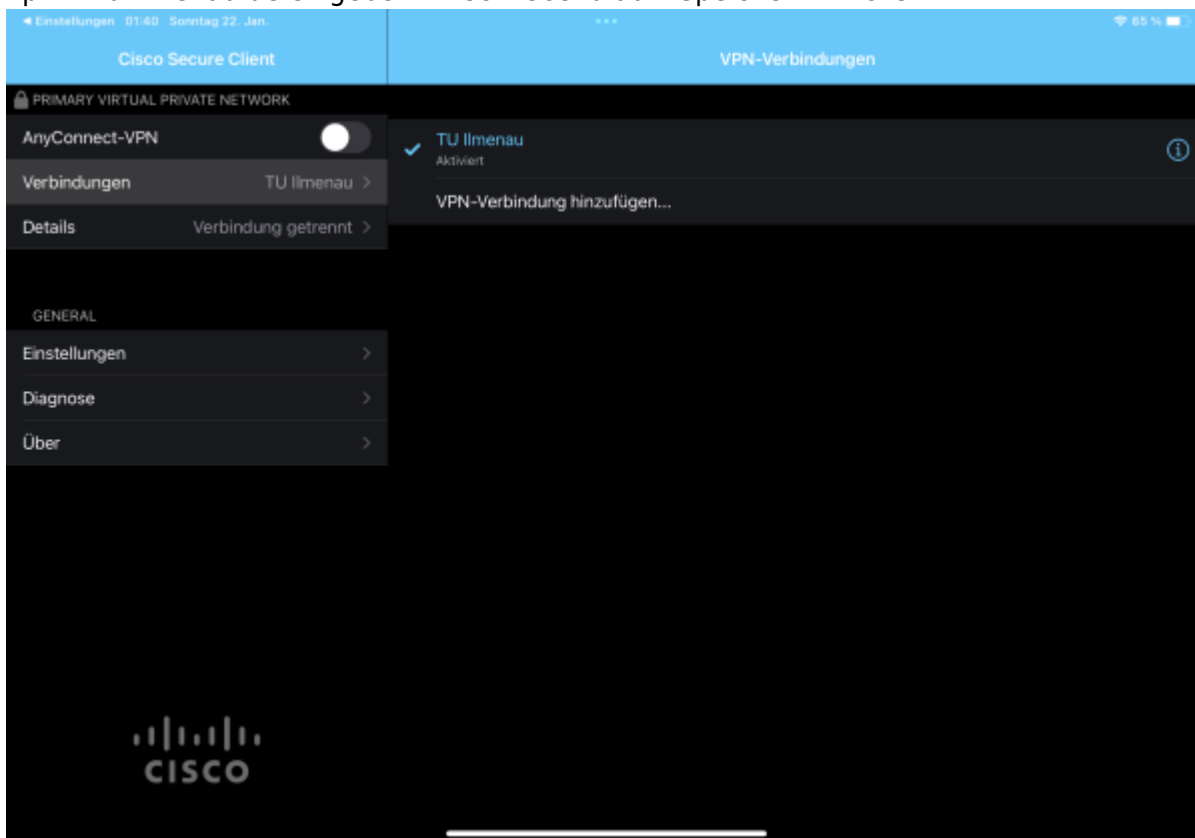 ◀ Einstellungen 01:40 Sonntag 22. Jan.
65 %
Cisco Secure Client
VPN-Verbindungen
PRIMARY VIRTUAL PRIVATE NETWORK
AnyConnect-VPN
TU Ilmenau
Aktiviert
Verbindungen TU Ilmenau >
VPN-Verbindung hinzufügen...
Details Verbindung getrennt >
GENERAL
Einstellungen >
Diagnose >
Über >
CISCO